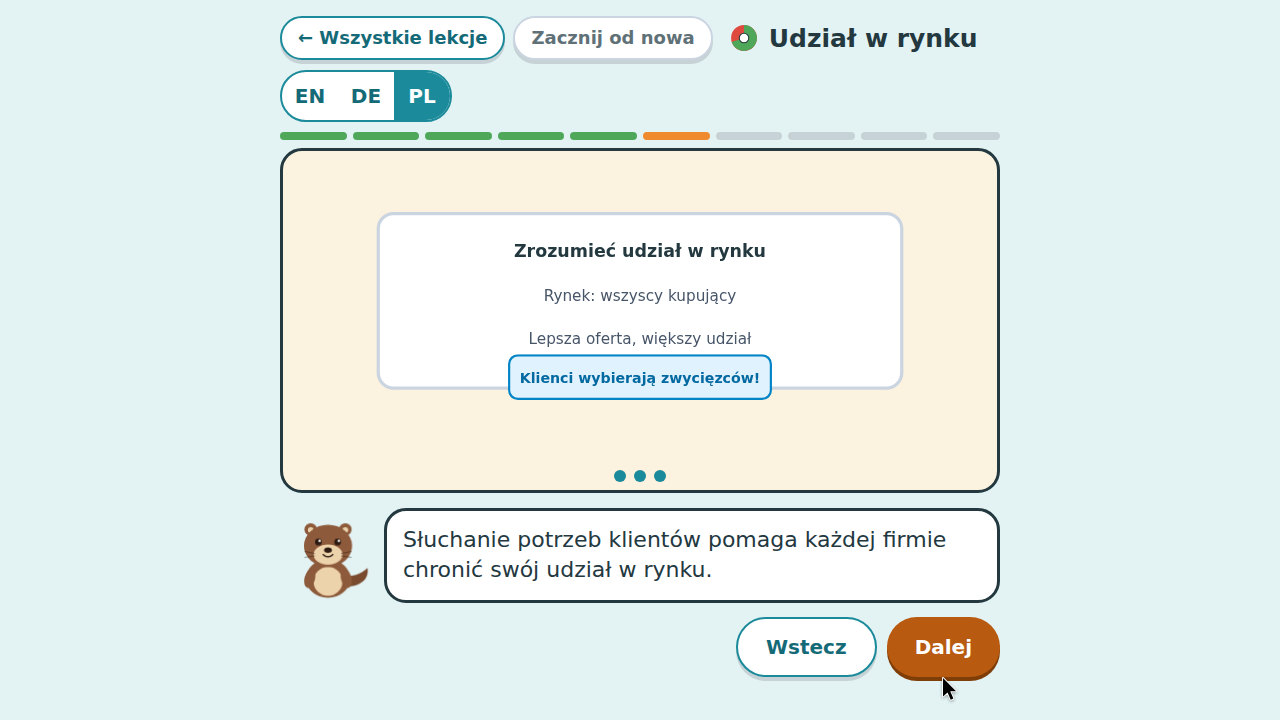 ← Wszystkie lekcje
Zacznij od nowa
Udział w rynku
EN DE PL
Zrozumieć udział w rynku
Rynek: wszyscy kupujący
Lepsza oferta, większy udział
Klienci wybierają zwycięzców!
Słuchanie potrzeb klientów pomaga każdej firmie
chronić swój udział w rynku.
Wstecz
Dalej